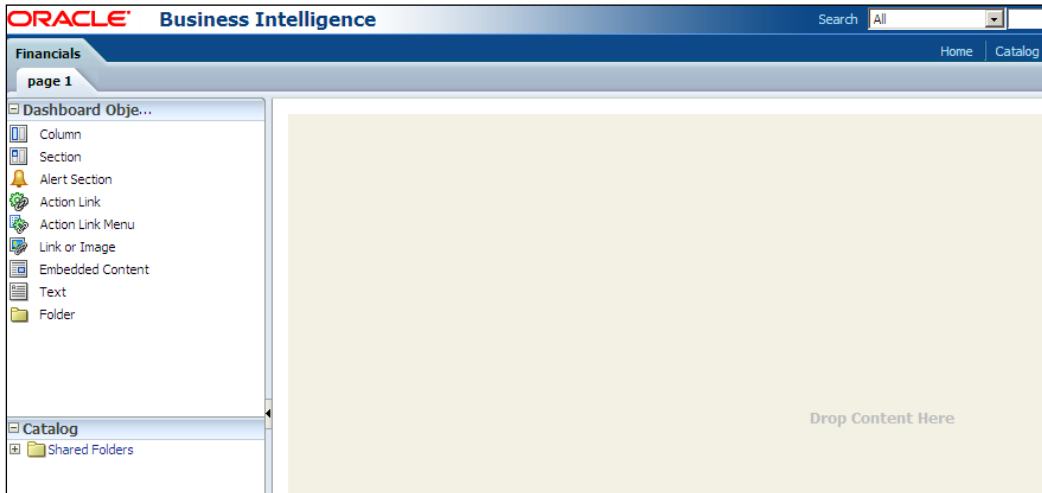 ORACLE Business Intelligence Search All
Financials Home Catalog
page 1
Dashboard Obje...
Column
Section
Alert Section
Action Link
Action Link Menu
Link or Image
Embedded Content
Text
Folder
Drop Content Here
Catalog
Shared Folders